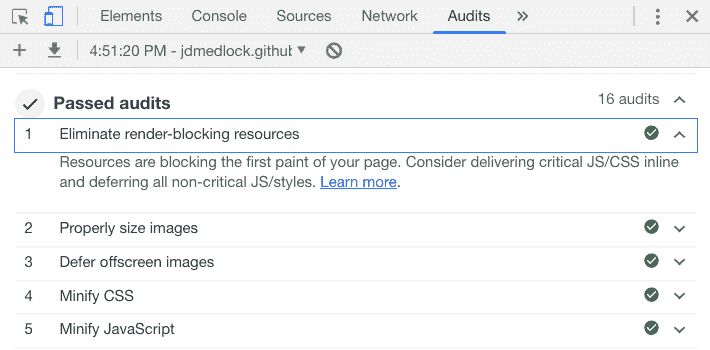 Elements Console Sources Network Audits »
4:51:20 PM - jdmedlock.githut
Passed audits 16 audits
1 Eliminate render-blocking resources
Resources are blocking the first paint of your page. Consider delivering critical JS/CSS inline
and deferring all non-critical JS/styles. Learn more.
2 Properly size images
3 Defer offscreen images
4 Minify CSS
5 Minify JavaScript